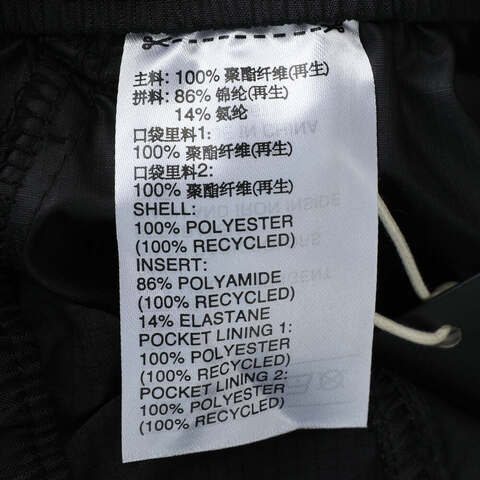 主料: 100% 聚酯纤维(再生)
拼料: 86% 锦纶(再生)
14% 氨纶
口袋里料1:
100% 聚酯纤维(再生)
口袋里料2:
100% 聚酯纤维(再生)
SHELL:
100% POLYESTER
(100% RECYCLED)
INSERT:
86% POLYAMIDE
(100% RECYCLED)
14% ELASTANE
POCKET LINING 1:
100% POLYESTER
(100% RECYCLED)
POCKET LINING 2:
100% POLYESTER
(100% RECYCLED)